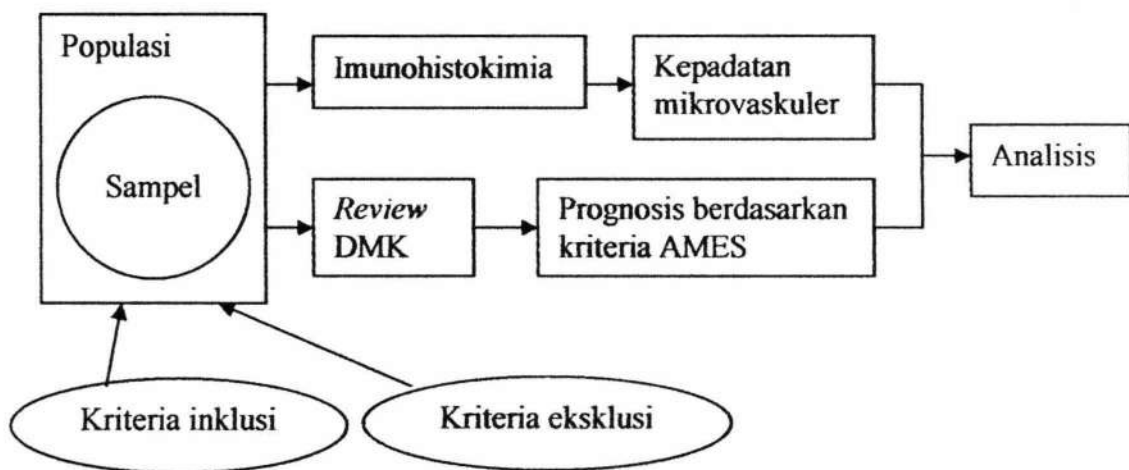 Populasi
Sampel
Imunohistokimia
Kepadatan
mikrovaskuler
Review
DMK
Prognosis berdasarkan
kriteria AMES
Analisis
Kriteria inklusi
Kriteria eksklusi